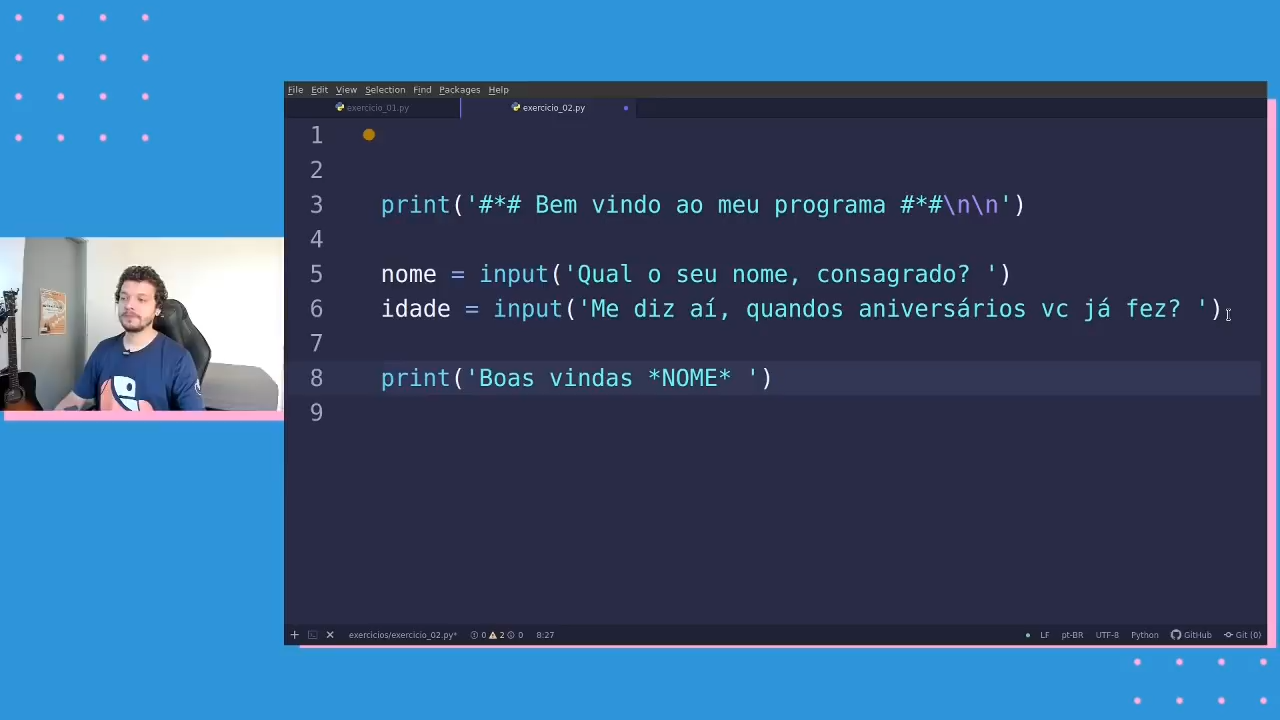 File Edit View Selection Find Packages Help
exercicio_01.py exercicio_02.py
1
2
3 print('#*# Bem vindo ao meu programa #*#\n\n')
4
5 nome = input('Qual o seu nome, consagrado? ')
6 idade = input('Me diz aí, quandos aniversários vc já fez? ')
7
8 print('Boas vindas *NOME* ')
9
exercicios/exercicio_02.py* 0 2 0 8:27 LF pt-BR UTF-8 Python GitHub Git (0)